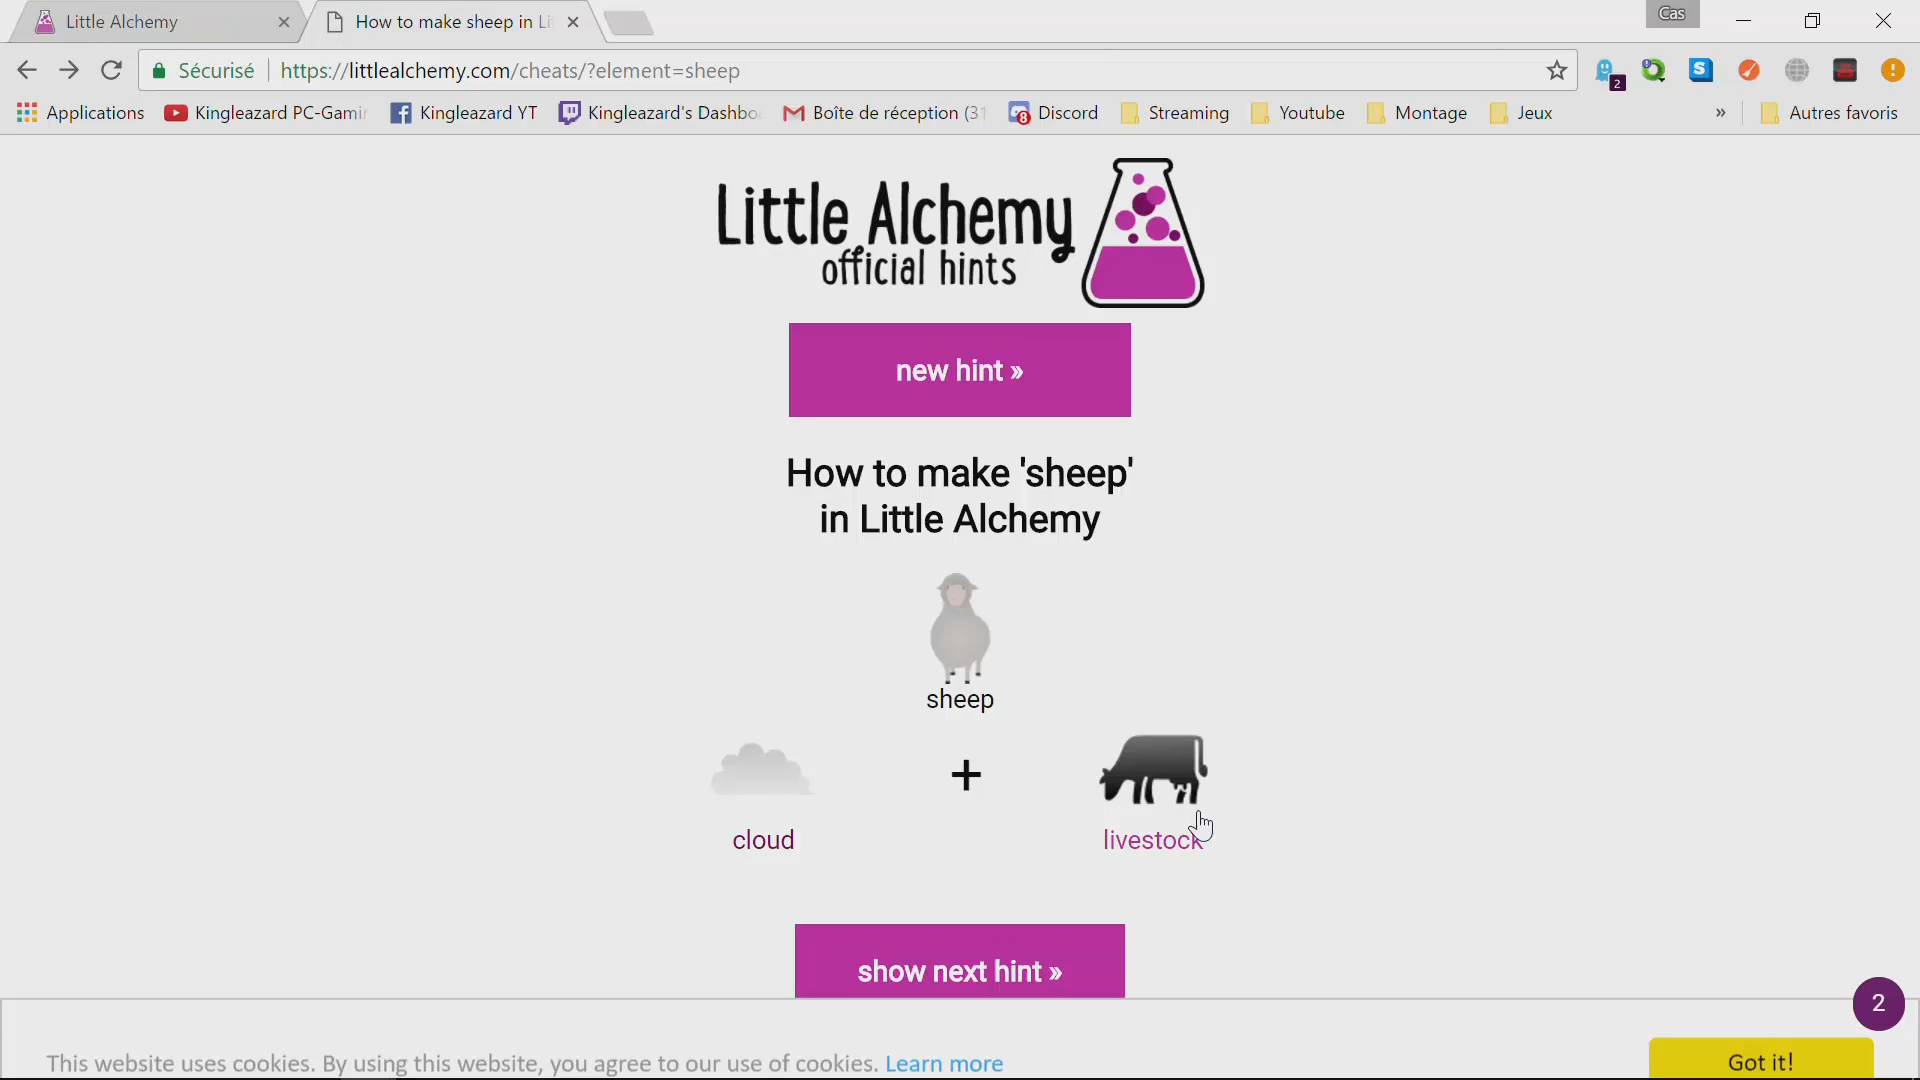 Little Alchemy
How to make sheep in Li
Cas
Sécurisé
https://littlealchemy.com/cheats/?element=sheep
2
Applications
Kingleazard PC-Gami
Kingleazard YT
Kingleazard's Dashbo
Boîte de réception (31
8
Discord
Streaming
Youtube
Montage
Jeux
»
Autres favoris
Little Alchemy
official hints
new hint »
How to make 'sheep'
in Little Alchemy
sheep
+
cloud
livestock
show next hint »
2
This website uses cookies. By using this website, you agree to our use of cookies. Learn more
Got it!